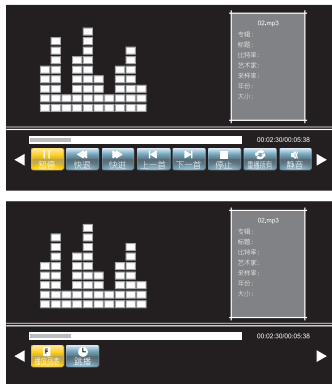 02.mp3
专辑:
标题:
比特率:
艺术家:
采样率:
年份:
大小:
00:02:30/00:05:38
暂停 快退 快进 上一首 下一首 停止 重播所有 静音
02.mp3
专辑:
标题:
比特率:
艺术家:
采样率:
年份:
大小:
00:02:30/00:05:38
播放列表 跳播